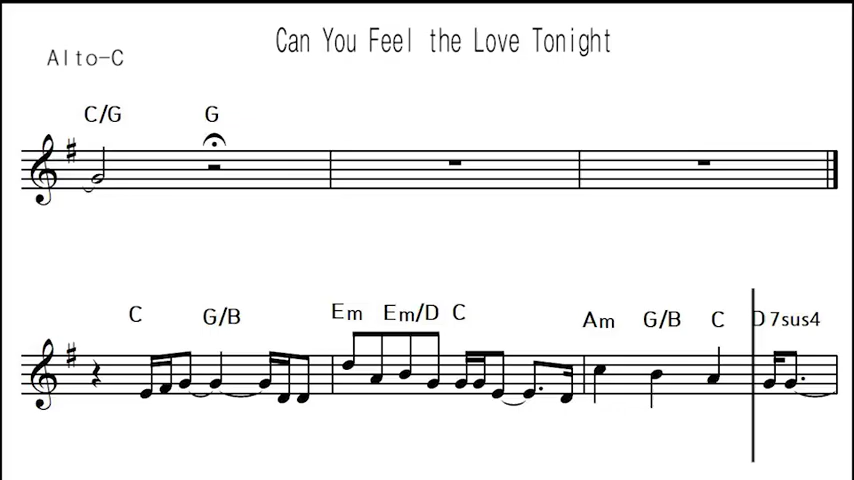 Can You Feel the Love Tonight
Alto-C
C/G G
C G/B Em Em/D C Am G/B C D7sus4